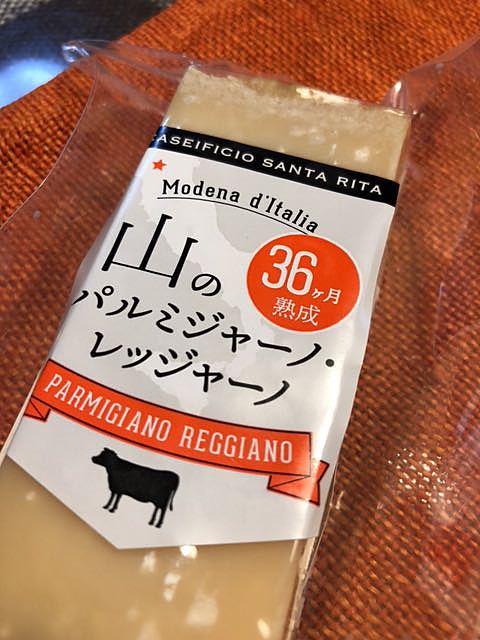 CASEIFICIO SANTA RITA
Modena d'Italia
山の
パルミジャーノ・
レッジャーノ
36ヶ月
熟成
PARMIGIANO REGGIANO